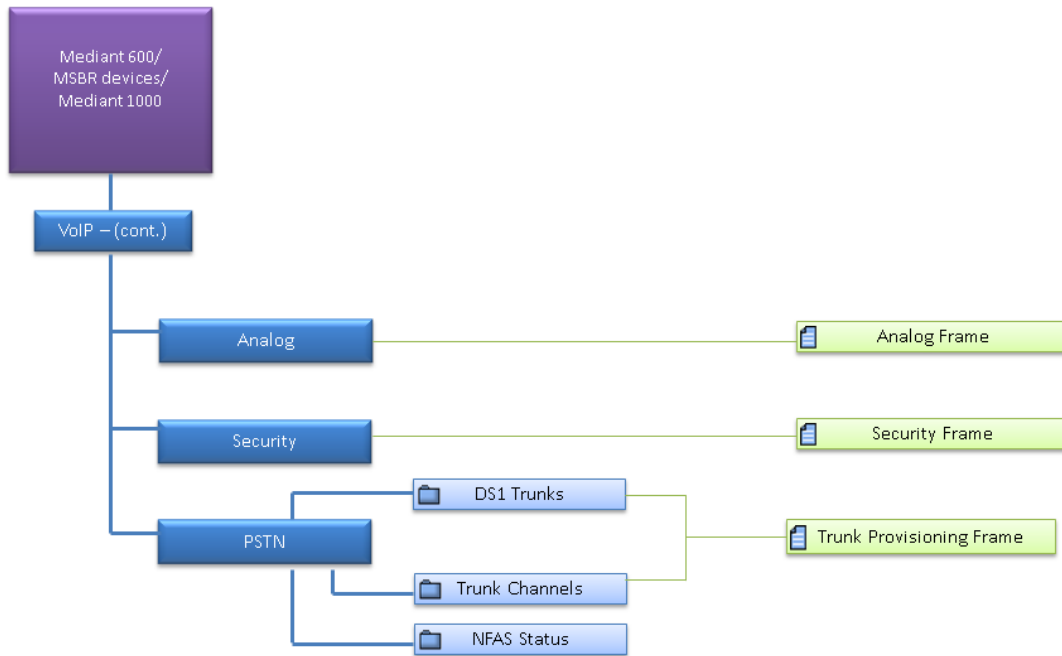 Mediant 600/
MSBR devices/
Mediant 1000
VoIP – (cont.)
Analog
Analog Frame
Security
Security Frame
DS1 Trunks
PSTN
Trunk Provisioning Frame
Trunk Channels
NFAS Status